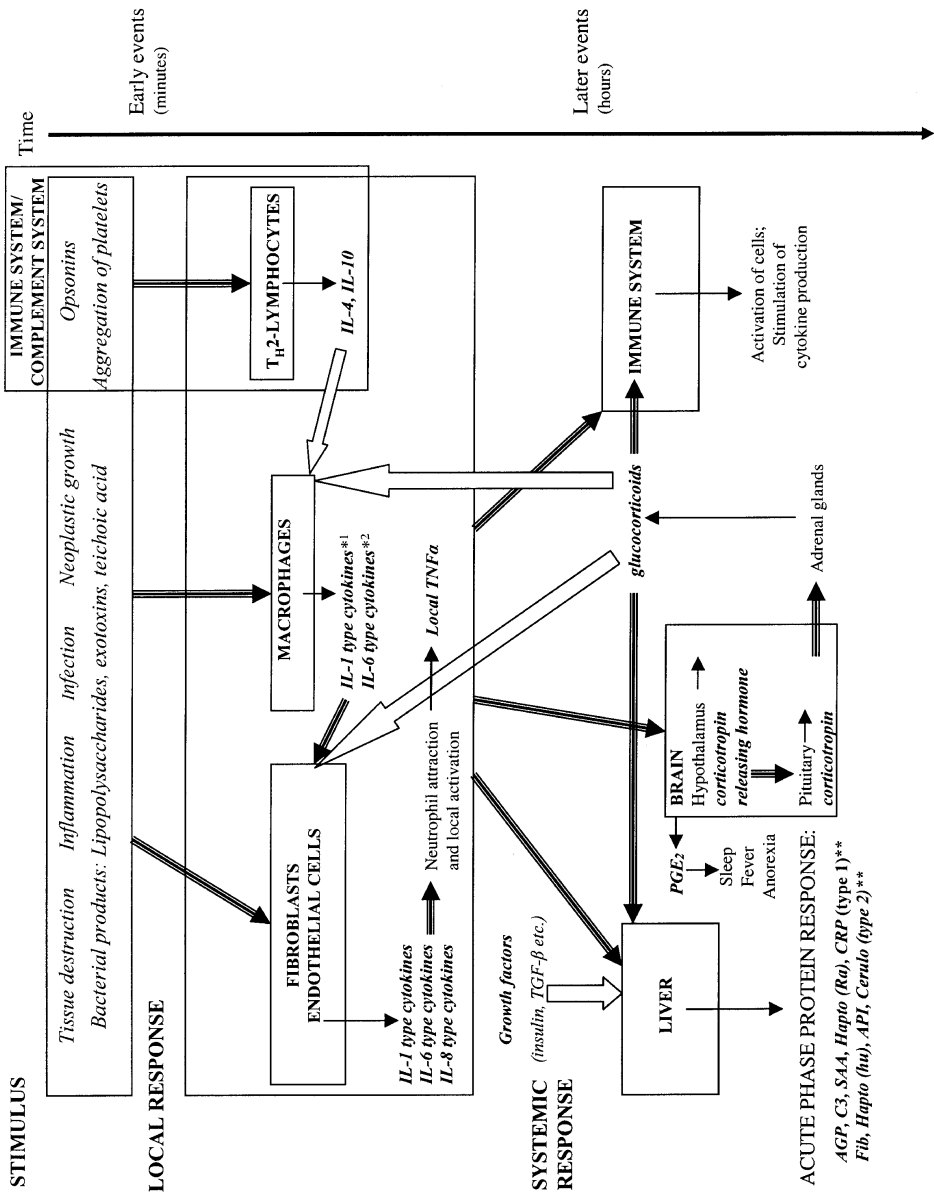 STIMULUS
IMMUNE SYSTEM/
COMPLEMENT SYSTEM
Time
Tissue destruction Inflammation Infection Neoplastic growth
Bacterial products: Lipopolysaccharides, exotoxins, teichoic acid
Opsonins
Aggregation of platelets
Early events
(minutes)
LOCAL RESPONSE
FIBROBLASTS
ENDOTHELIAL CELLS
MACROPHAGES
T_H2-LYMPHOCYTES
IL-4, IL-10
IL-1 type cytokines*¹
IL-6 type cytokines*²
IL-1 type cytokines
IL-6 type cytokines
IL-8 type cytokines
Neutrophil attraction
and local activation
Local TNFα
Growth factors
(insulin, TGF-β etc.)
SYSTEMIC
RESPONSE
Later events
(hours)
LIVER
glucocorticoids
IMMUNE SYSTEM
BRAIN
Hypothalamus
corticotropin
releasing hormone
Pituitary
corticotropin
Adrenal glands
PGE₂
Sleep
Fever
Anorexia
Activation of cells;
Stimulation of
cytokine production
ACUTE PHASE PROTEIN RESPONSE:
AGP, C3, SAA, Hapto (Ra), CRP (type 1)**
Fib, Hapto (hu), API, Cerulo (type 2)**